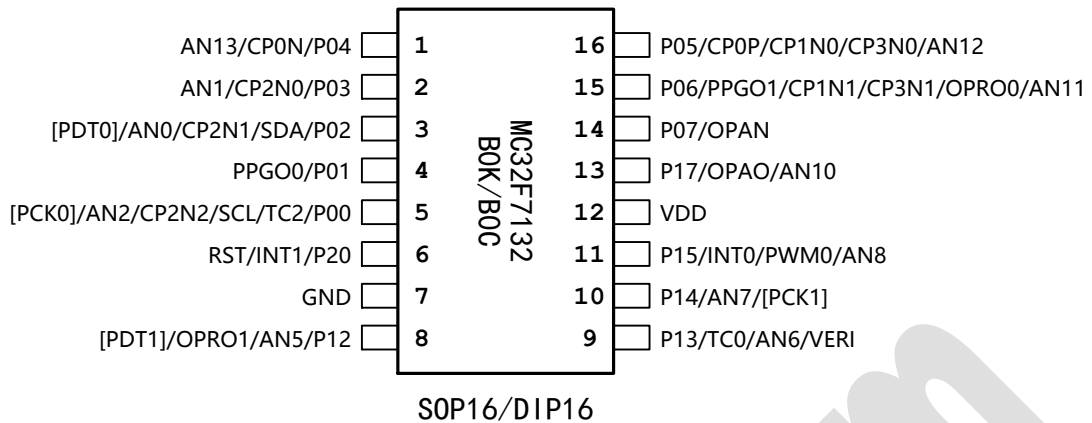 AN13/CP0N/P04 1 16 P05/CP0P/CP1N0/CP3N0/AN12
AN1/CP2N0/P03 2 15 P06/PPGO1/CP1N1/CP3N1/OPRO0/AN11
[PDT0]/AN0/CP2N1/SDA/P02 3 14 P07/OPAN
PPGO0/P01 4 13 P17/OPAO/AN10
[PCK0]/AN2/CP2N2/SCL/TC2/P00 5 12 VDD
RST/INT1/P20 6 11 P15/INT0/PWM0/AN8
GND 7 10 P14/AN7/[PCK1]
[PDT1]/OPRO1/AN5/P12 8 9 P13/TC0/AN6/VERI
MC32F7132
B0K/B0C
SOP16/DIP16